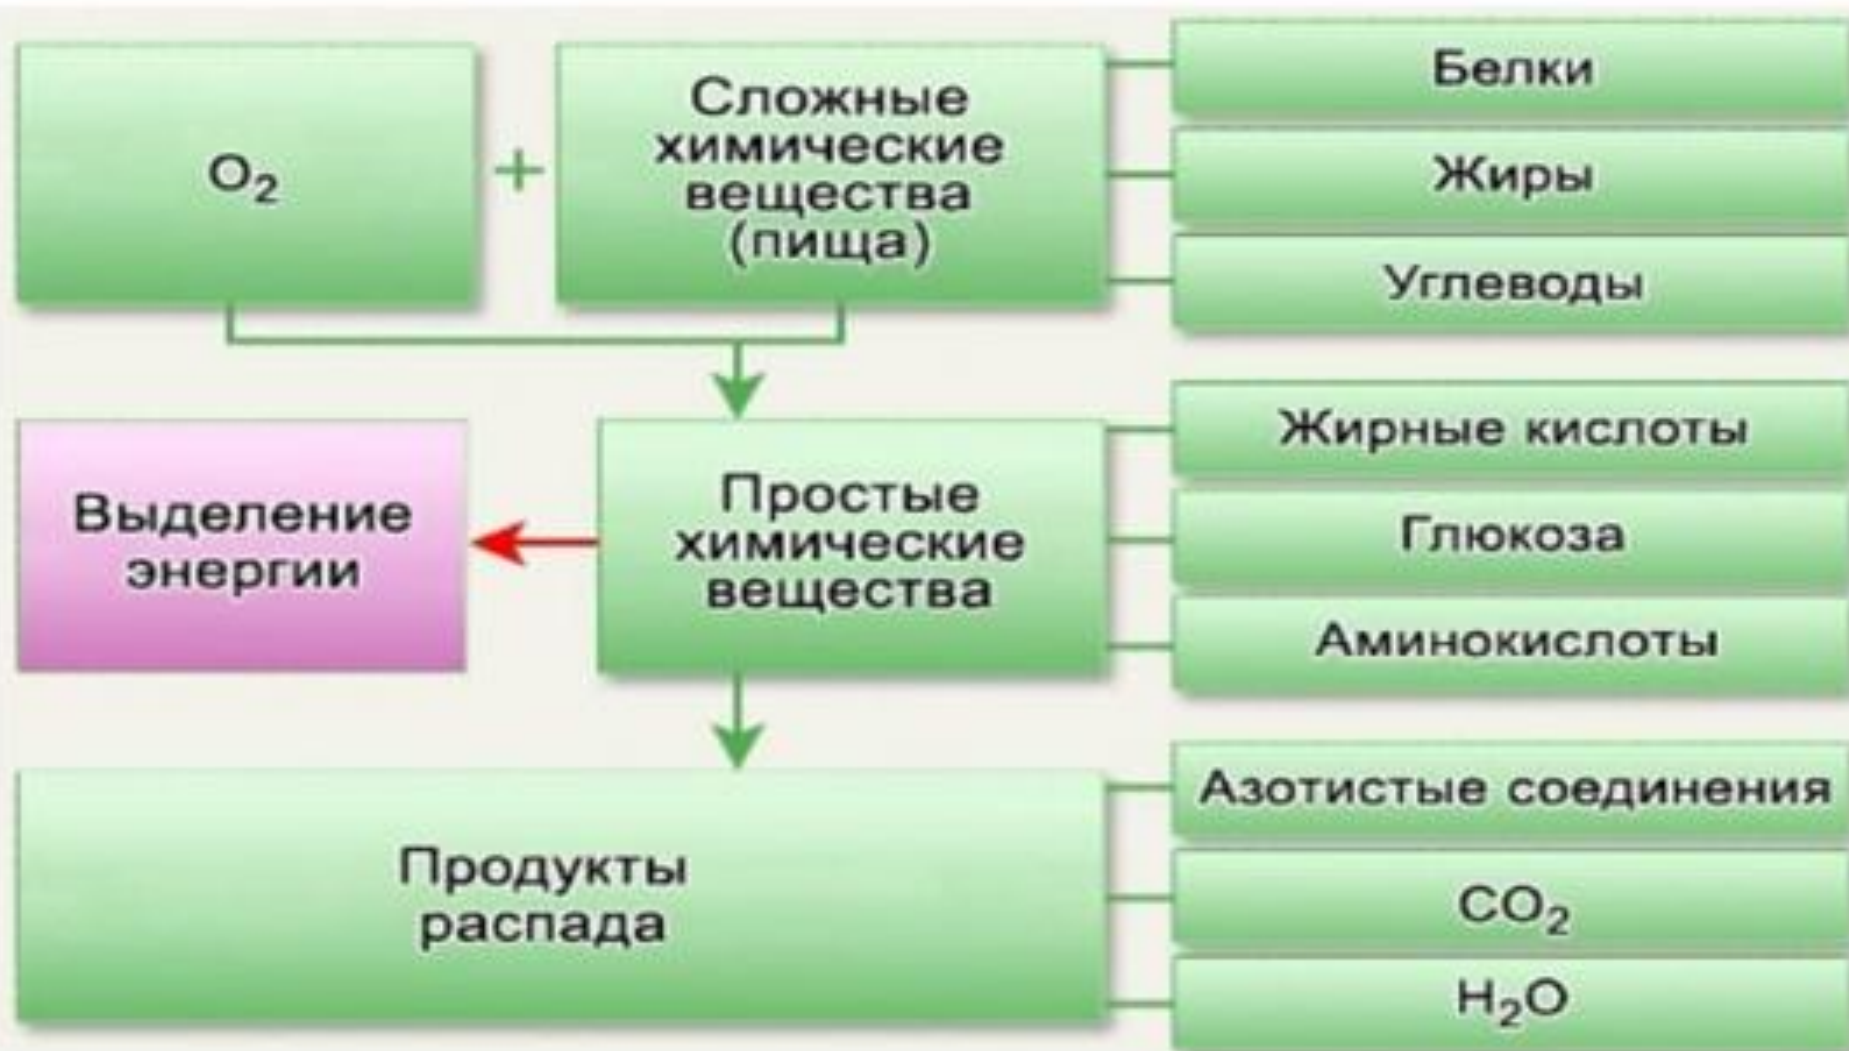 O₂
+
Сложные
химические
вещества
(пища)
Белки
Жиры
Углеводы
Выделение
энергии
Простые
химические
вещества
Жирные кислоты
Глюкоза
Аминокислоты
Продукты
распада
Азотистые соединения
CO₂
H₂O